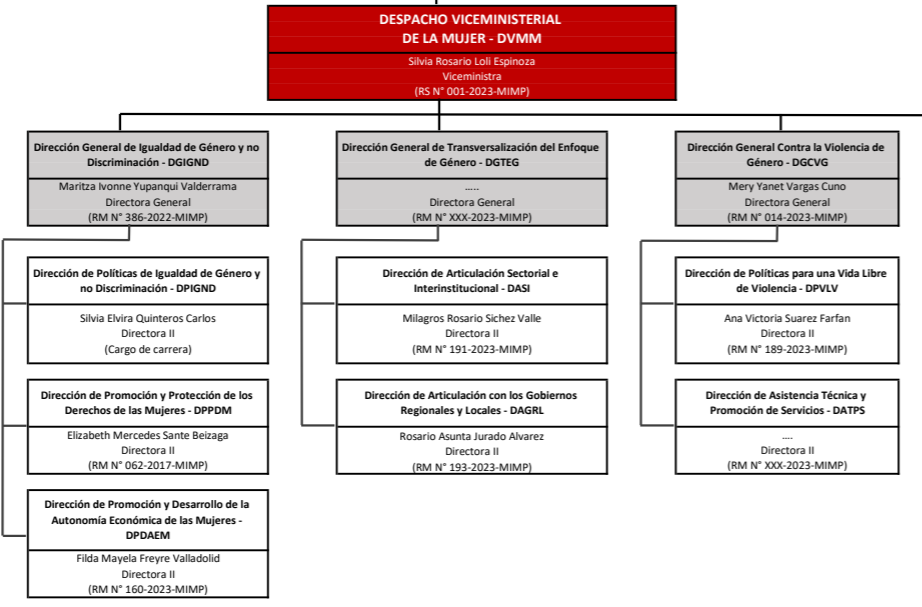 DESPACHO VICEMINISTERIAL
DE LA MUJER - DVMM
Silvia Rosario Loli Espinoza
Viceministra
(RS N° 001-2023-MIMP)
Dirección General de Igualdad de Género y no
Discriminación - DGIGND
Maritza Ivonne Yupanqui Valderrama
Directora General
(RM N° 386-2022-MIMP)
Dirección de Políticas de Igualdad de Género y
no Discriminación - DPIGND
Silvia Elvira Quinteros Carlos
Directora II
(Cargo de carrera)
Dirección de Promoción y Protección de los
Derechos de las Mujeres - DPPDM
Elizabeth Mercedes Sante Beizaga
Directora II
(RM N° 062-2017-MIMP)
Dirección de Promoción y Desarrollo de la
Autonomía Económica de las Mujeres -
DPDAEM
Filda Mayela Freyre Valladolid
Directora II
(RM N° 160-2023-MIMP)
Dirección General de Transversalización del Enfoque
de Género - DGTEG
.....
Directora General
(RM N° XXX-2023-MIMP)
Dirección de Articulación Sectorial e
Interinstitucional - DASI
Milagros Rosario Sichez Valle
Directora II
(RM N° 191-2023-MIMP)
Dirección de Articulación con los Gobiernos
Regionales y Locales - DAGRL
Rosario Asunta Jurado Alvarez
Directora II
(RM N° 193-2023-MIMP)
Dirección General Contra la Violencia de
Género - DGCVG
Mery Yanet Vargas Cuno
Directora General
(RM N° 014-2023-MIMP)
Dirección de Políticas para una Vida Libre
de Violencia - DPVLV
Ana Victoria Suarez Farfan
Directora II
(RM N° 189-2023-MIMP)
Dirección de Asistencia Técnica y
Promoción de Servicios - DATPS
....
Directora II
(RM N° XXX-2023-MIMP)